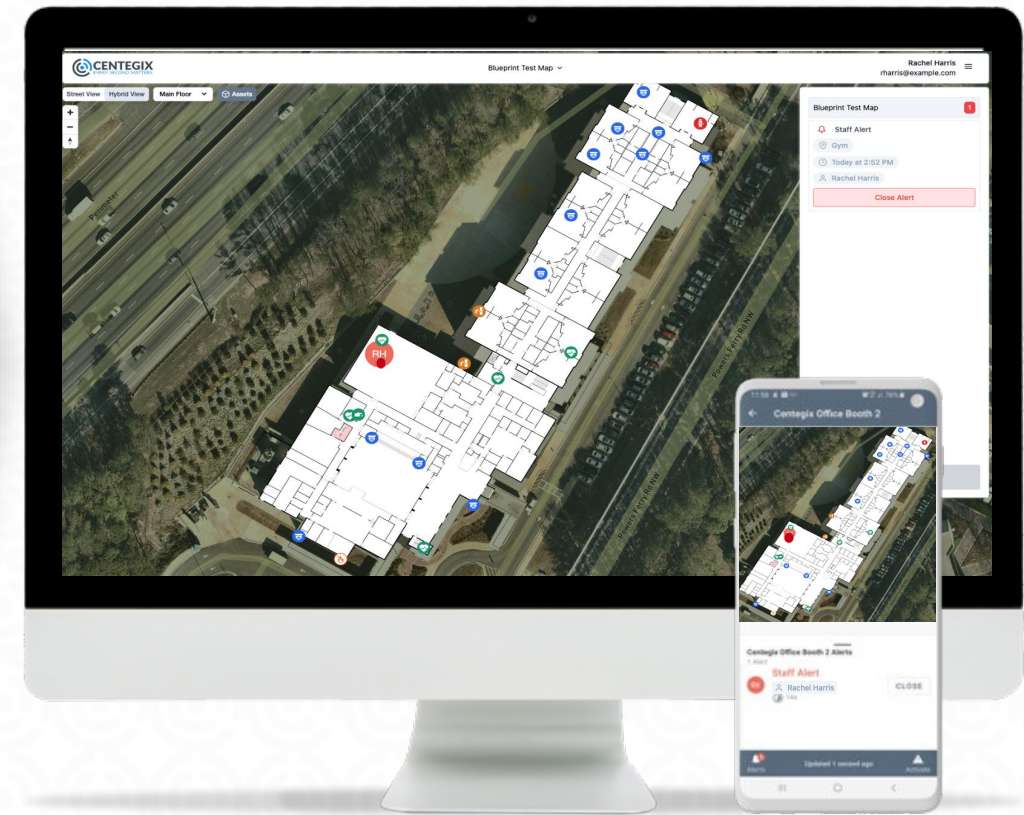 CENTEGIX
EVERY SECOND MATTERS
Blueprint Test Map
Rachel Harris
rharris@example.com
Street View
Hybrid View
Main Floor
Assets
Perimeter
Powers Ferry Rd NW
Powers Ferry Rd NW
RH
Blueprint Test Map
1
Staff Alert
Gym
Today at 2:52 PM
Rachel Harris
Close Alert
11:58
76%
Centegix Office Booth 2
Centegix Office Booth 2 Alerts
1 Alert
Staff Alert
Rachel Harris
14s
CLOSE
Alerts
Updated 1 second ago
Activate